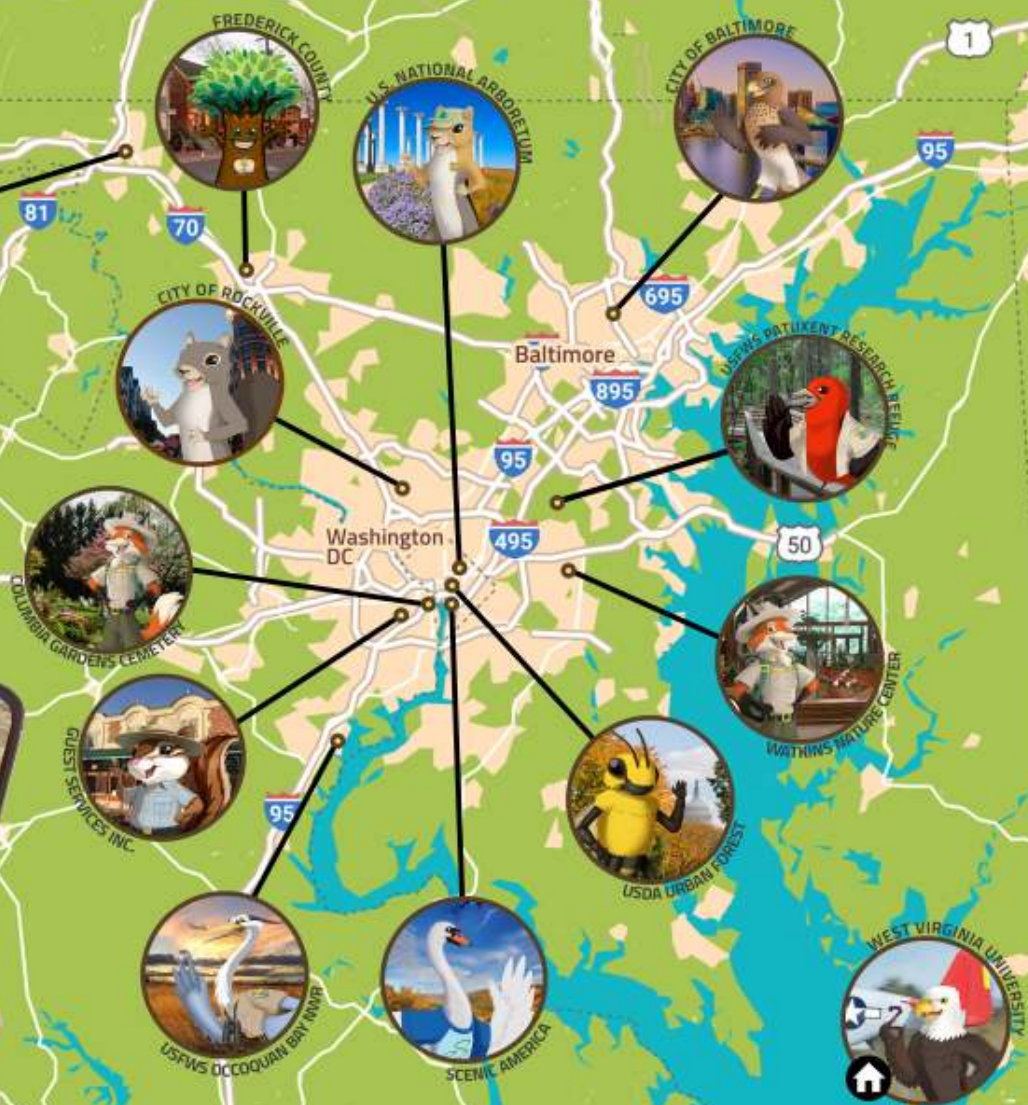 FREDERICK COUNTY
U.S. NATIONAL ARBORETUM
CITY OF BALTIMORE
1
95
81
70
CITY OF ROCKVILLE
695
USFWS PATUXENT RESEARCH REFUGE
Baltimore
895
95
Washington
DC
495
50
COLUMBIA GARDENS CEMETERY
WATKINS NATURE CENTER
GUEST SERVICES INC.
95
USDA URBAN FOREST
WEST VIRGINIA UNIVERSITY
USFWS OCCOQUAN BAY NWR
SCENIC AMERICA